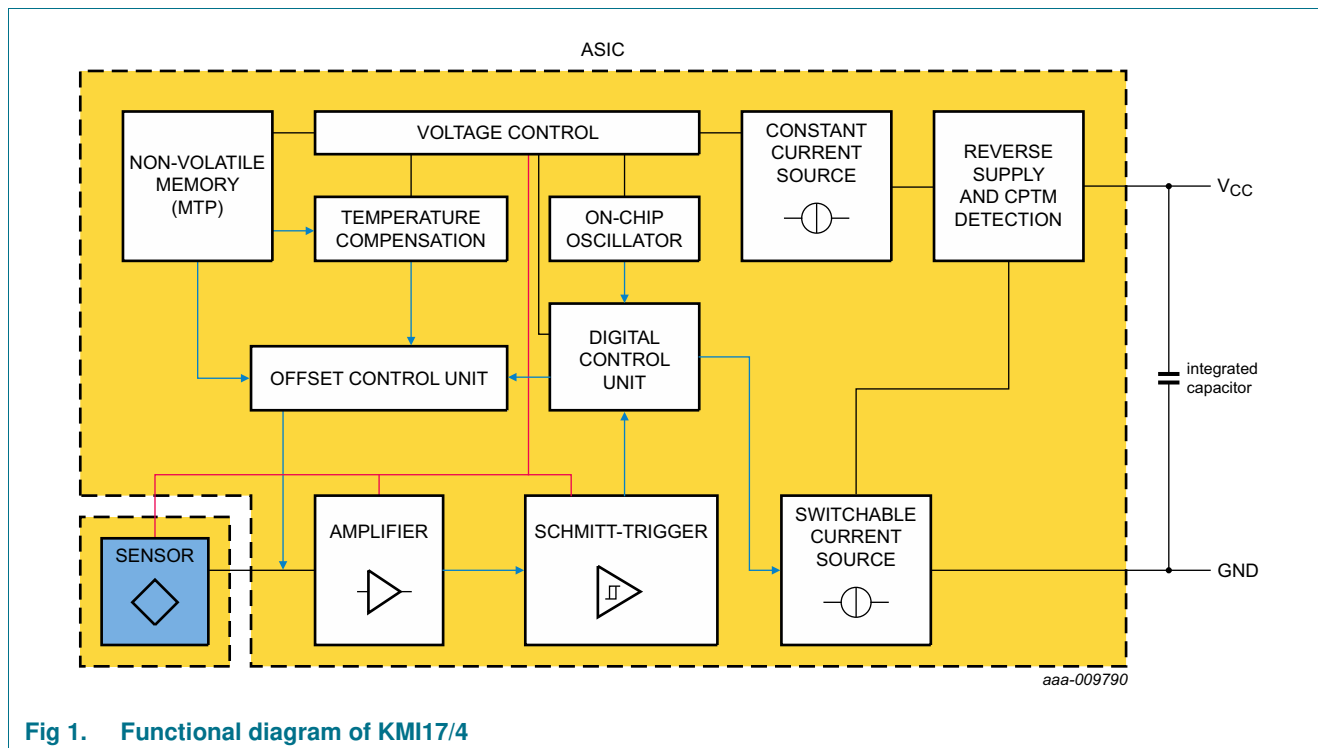 ASIC
NON-VOLATILE
MEMORY
(MTP)
VOLTAGE CONTROL
CONSTANT
CURRENT
SOURCE
REVERSE
SUPPLY
AND CPTM
DETECTION
VCC
TEMPERATURE
COMPENSATION
ON-CHIP
OSCILLATOR
OFFSET CONTROL UNIT
DIGITAL
CONTROL
UNIT
integrated
capacitor
SENSOR
AMPLIFIER
SCHMITT-TRIGGER
SWITCHABLE
CURRENT
SOURCE
GND
aaa-009790
Fig 1. Functional diagram of KMI17/4